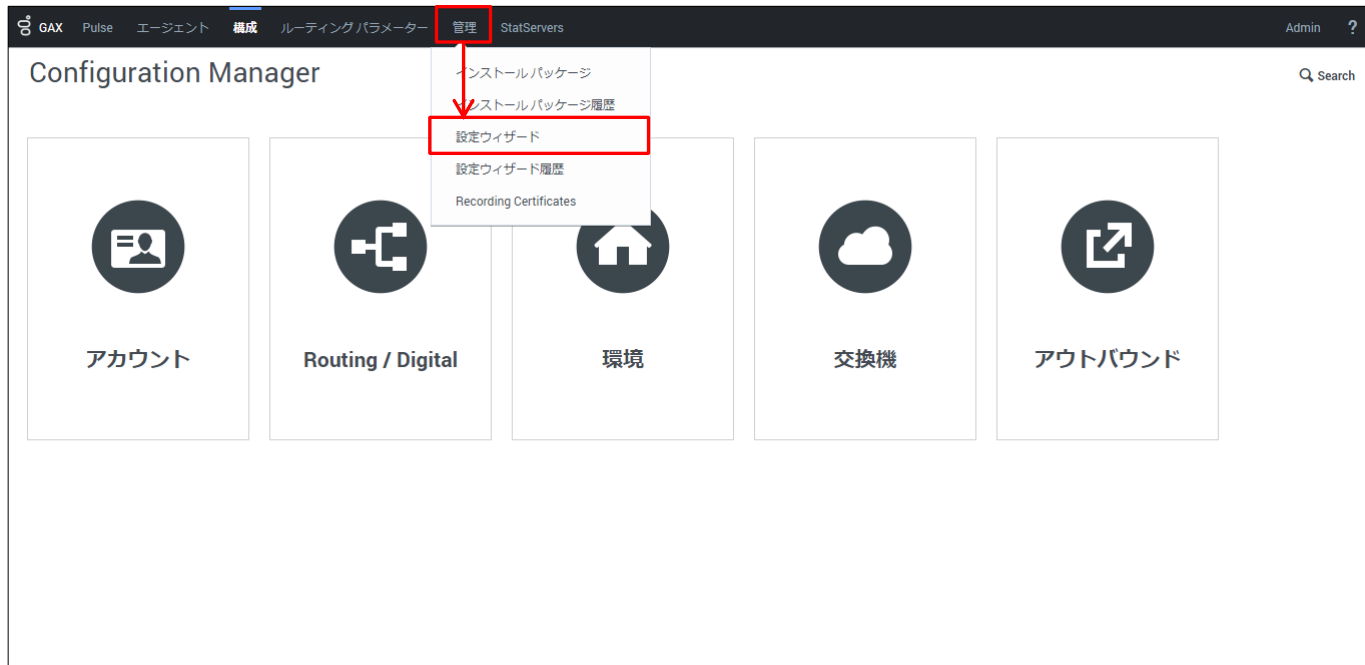 GAX Pulse エージェント 構成 ルーティング パラメーター 管理 StatServers Admin ?
Configuration Manager
Search
インストール パッケージ
インストール パッケージ履歴
設定ウィザード
設定ウィザード履歴
Recording Certificates
アカウント
Routing / Digital
環境
交換機
アウトバウンド